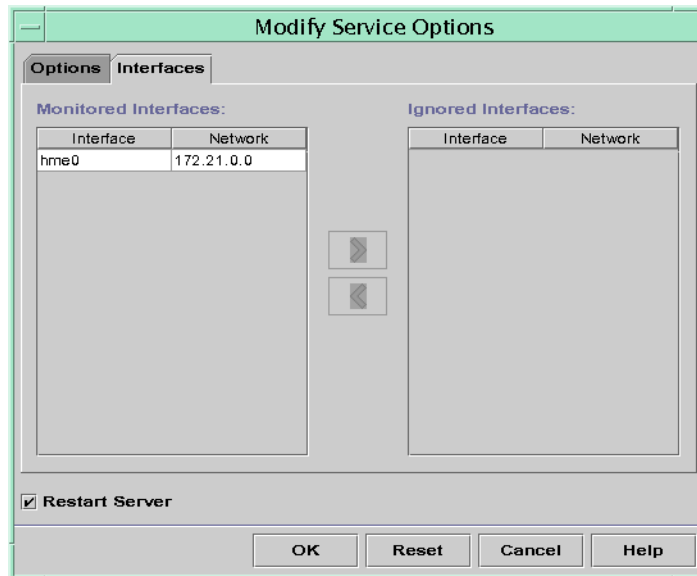 Modify Service Options
Options Interfaces
Monitored Interfaces: Ignored Interfaces:
Interface Network Interface Network
hme0 172.21.0.0
Restart Server
OK Reset Cancel Help